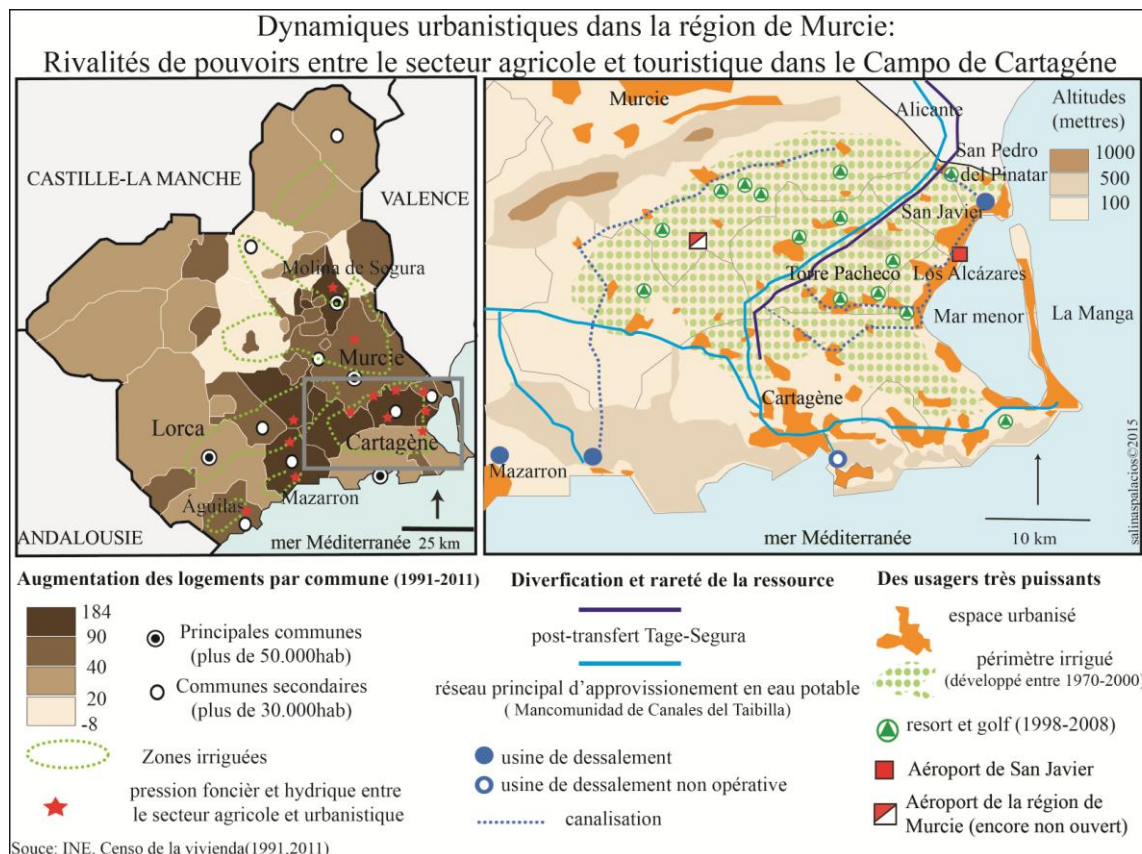 Dynamiques urbanistiques dans la région de Murcie:
Rivalités de pouvoirs entre le secteur agricole et touristique dans le Campo de Cartagéne
CASTILLE-LA MANCHE
VALENCE
Molina de Segura
Murcie
Lorca
Cartagène
Mazarron
Águilas
ANDALOUSIE
mer Méditerranée
25 km
Murcie
Alicante
Altitudes
(mettres)
1000
500
100
San Pedro
del Pinatar
San Javier
Torre Pacheco
Los Alcázares
Mar menor
La Manga
Cartagène
Mazarron
mer Méditerranée
10 km
salinaspalacios©2015
Augmentation des logements par commune (1991-2011)
184
90
40
20
-8
Principales communes
(plus de 50.000hab)
Communes secondaires
(plus de 30.000hab)
Zones irriguées
pression foncièr et hydrique entre
le secteur agricole et urbanistique
Souce: INE, Censo de la vivienda(1991,2011)
Diverfication et rareté de la ressource
post-transfert Tage-Segura
réseau principal d'approvissionement en eau potable
( Mancomunidad de Canales del Taibilla)
usine de dessalement
usine de dessalement non opérative
canalisation
Des usagers très puissants
espace urbanisé
périmètre irrigué
(développé entre 1970-2000)
resort et golf (1998-2008)
Aéroport de San Javier
Aéroport de la région de
Murcie (encore non ouvert)